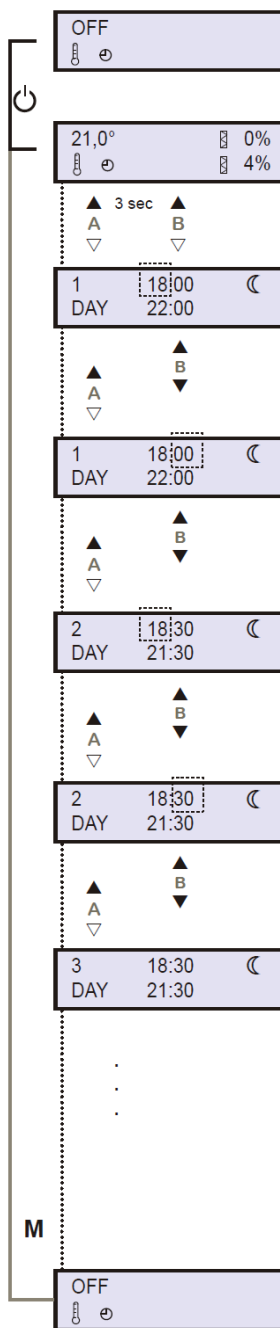 OFF
21,0° 0%
4%
3 sec
A B
1 18:00
DAY 22:00
B
A
1 18:00
DAY 22:00
B
A
2 18:30
DAY 21:30
B
A
2 18:30
DAY 21:30
B
A
3 18:30
DAY 21:30
.
.
.
M
OFF